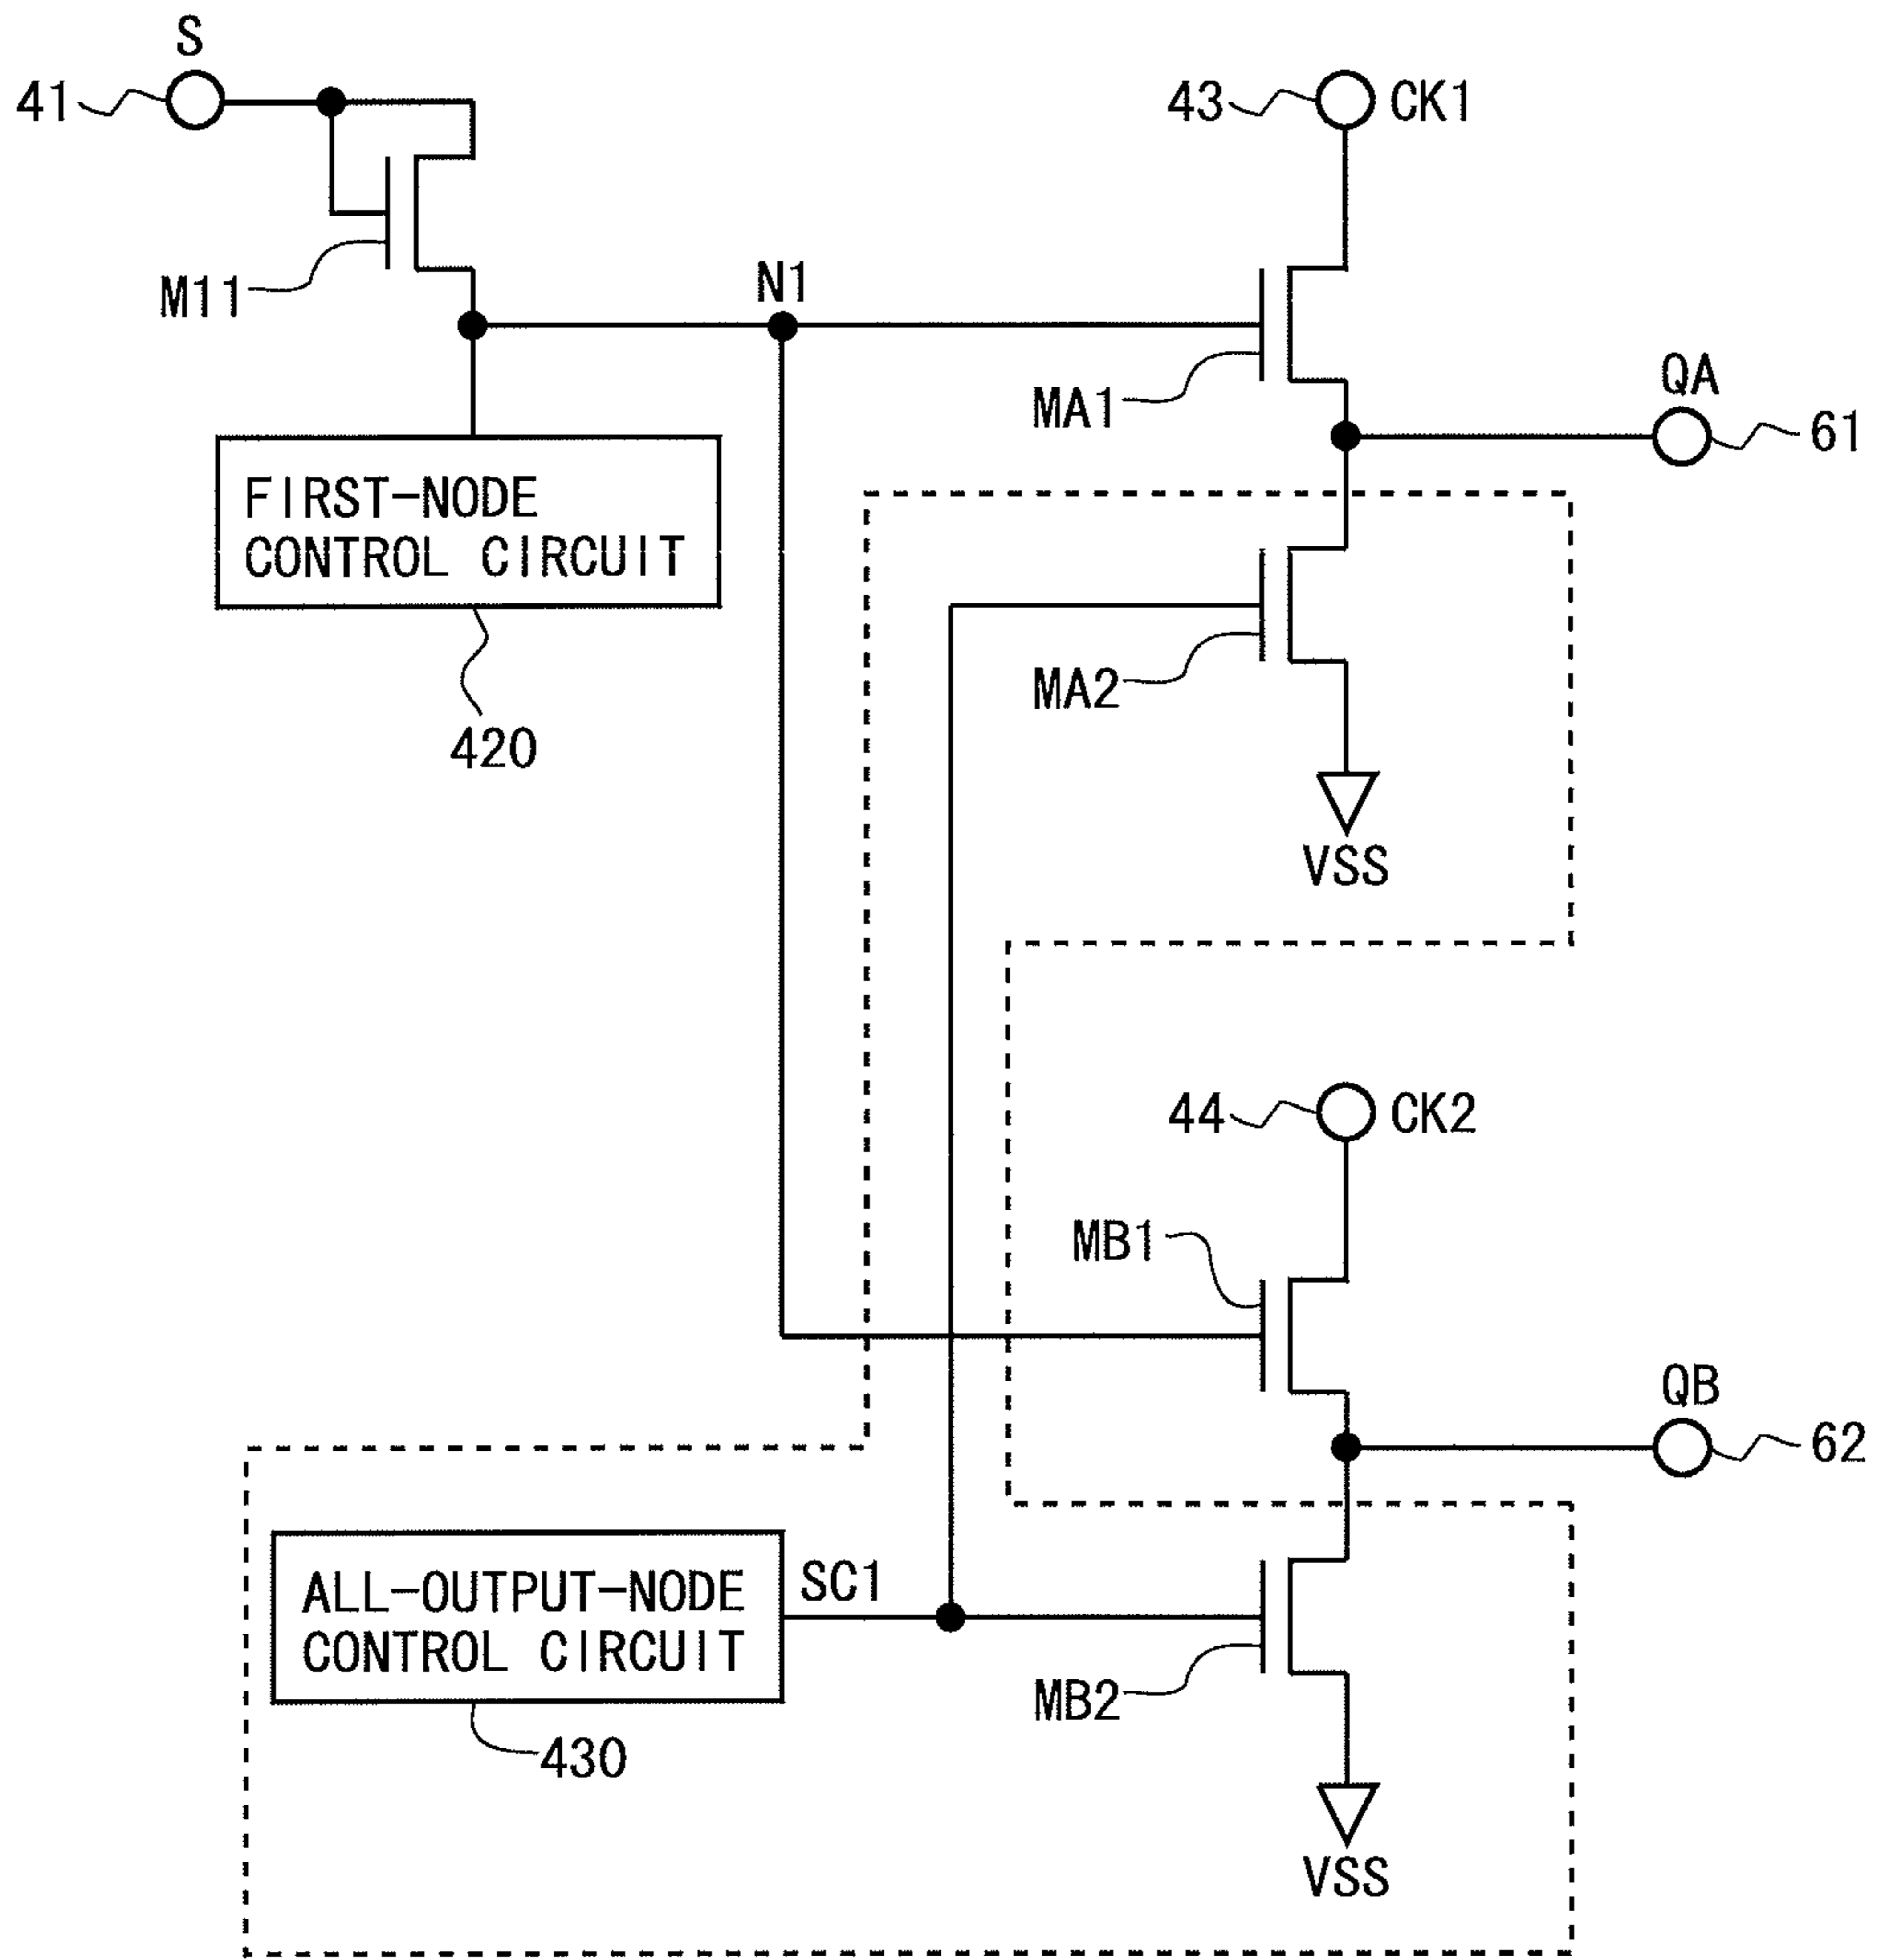 S
41
43
CK1
M11
N1
MA1
QA
61
FIRST-NODE
CONTROL CIRCUIT
MA2
420
VSS
44
CK2
MB1
QB
62
SC1
ALL-OUTPUT-NODE
CONTROL CIRCUIT
MB2
430
VSS